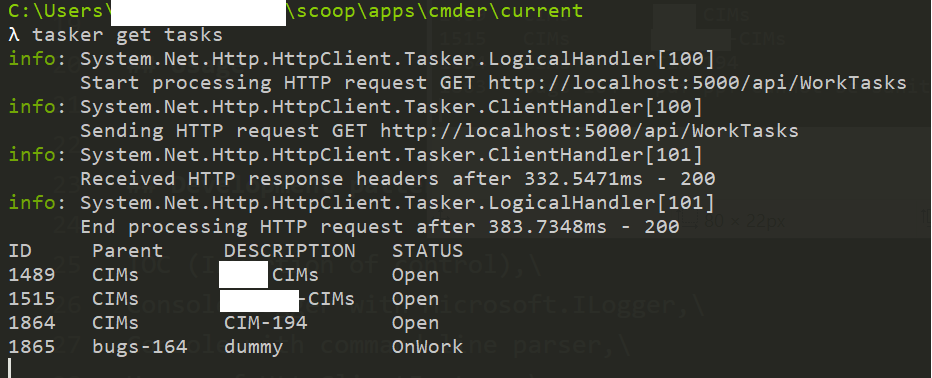 C:\Users\ \scoop\apps\cmder\current
λ tasker get tasks
info: System.Net.Http.HttpClient.Tasker.LogicalHandler[100]
Start processing HTTP request GET http://localhost:5000/api/WorkTasks
info: System.Net.Http.HttpClient.Tasker.ClientHandler[100]
Sending HTTP request GET http://localhost:5000/api/WorkTasks
info: System.Net.Http.HttpClient.Tasker.ClientHandler[101]
Received HTTP response headers after 332.5471ms - 200
info: System.Net.Http.HttpClient.Tasker.LogicalHandler[101]
End processing HTTP request after 383.7348ms - 200
ID Parent DESCRIPTION STATUS
1489 CIMs CIMs Open
1515 CIMs -CIMs Open
1864 CIMs CIM-194 Open
1865 bugs-164 dummy OnWork